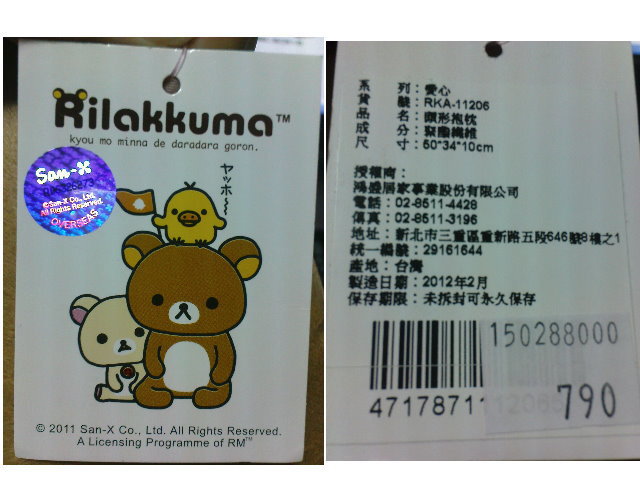 Rilakkuma™
kyou mo minna de daradara goron.
San-X
©San-X Co., Ltd.
All Rights Reserved.
OVERSEAS
ヤッホ〜
© 2011 San-X Co., Ltd. All Rights Reserved.
A Licensing Programme of RM™
系 列：愛心
貨 號：RKA-11206
品 名：頭形抱枕
成 分：聚酯纖維
尺 寸：50*34*10cm
授權商：
鴻盛居家事業股份有限公司
電話：02-8511-4428
傳真：02-8511-3196
地址：新北市三重區重新路五段646號8樓之1
統一編號：29161544
產地：台灣
製造日期：2012年2月
保存期限：未拆封可永久保存
150288000
790